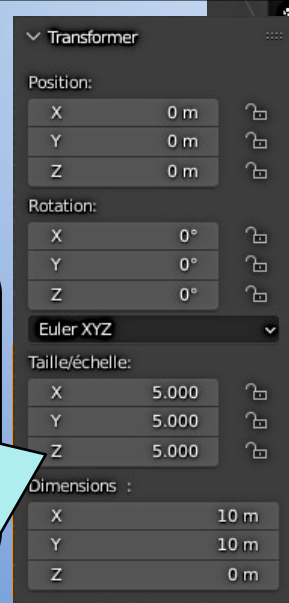 Transformer
Position:
X 0 m
Y 0 m
Z 0 m
Rotation:
X 0°
Y 0°
Z 0°
Euler XYZ
Taille/échelle:
X 5.000
Y 5.000
Z 5.000
Dimensions :
X 10 m
Y 10 m
Z 0 m